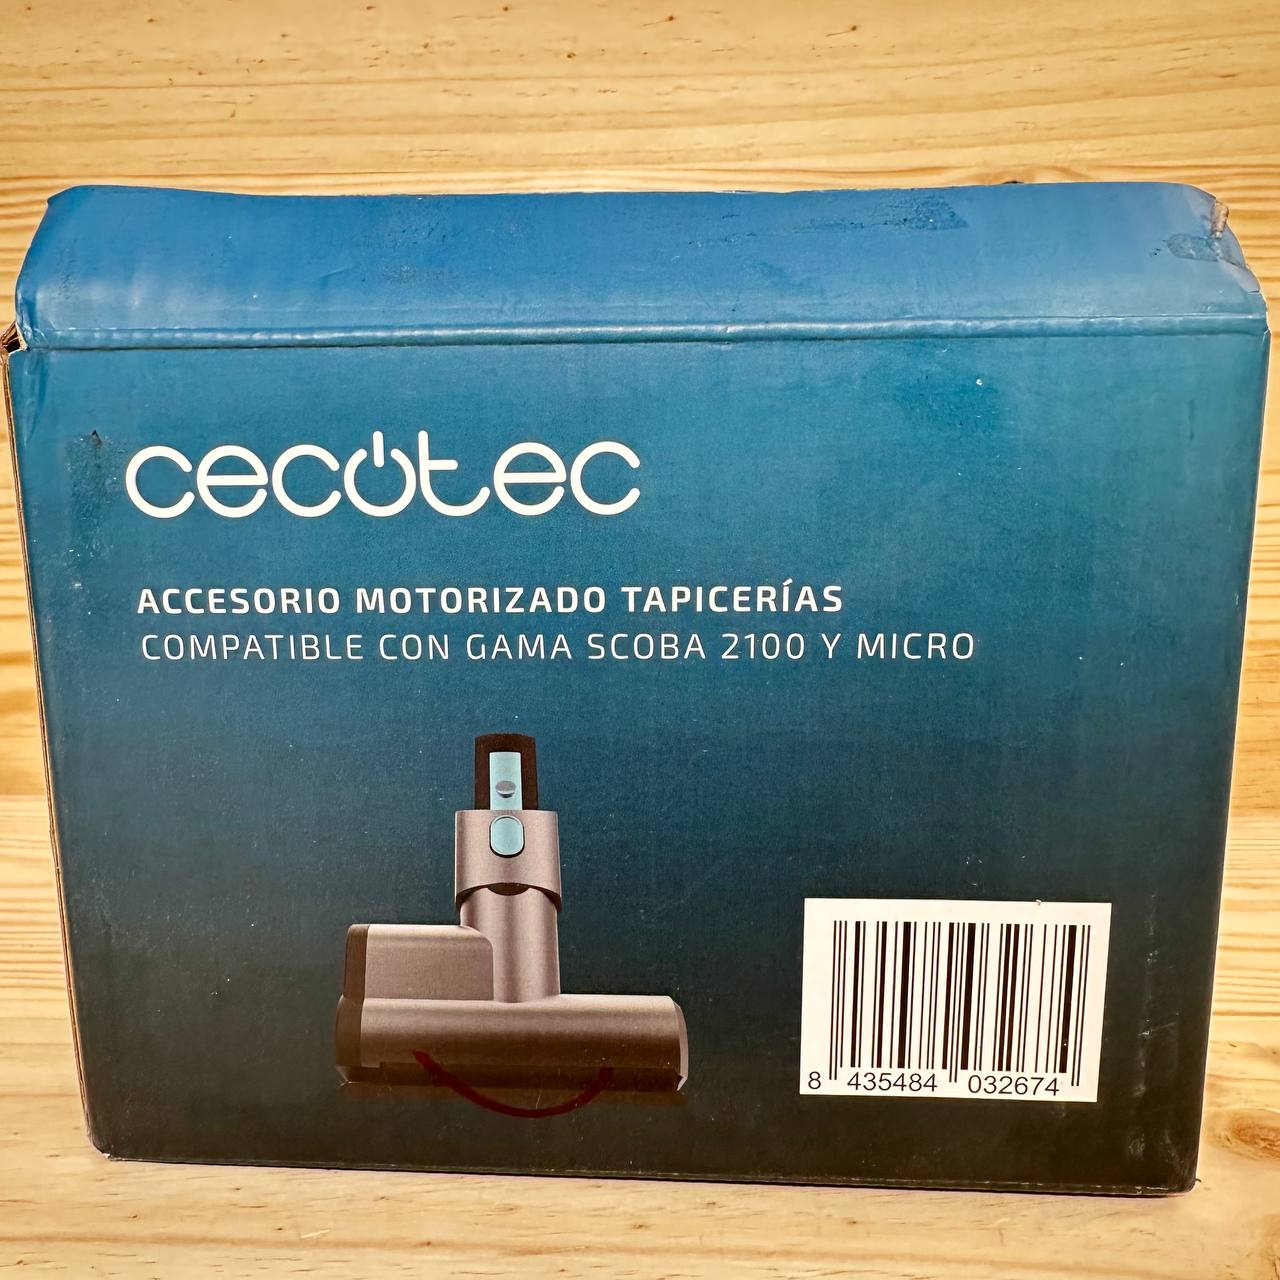 cecotec
ACCESORIO MOTORIZADO TAPICERÍAS
COMPATIBLE CON GAMA SCOBA 2100 Y MICRO
8 435484 032674